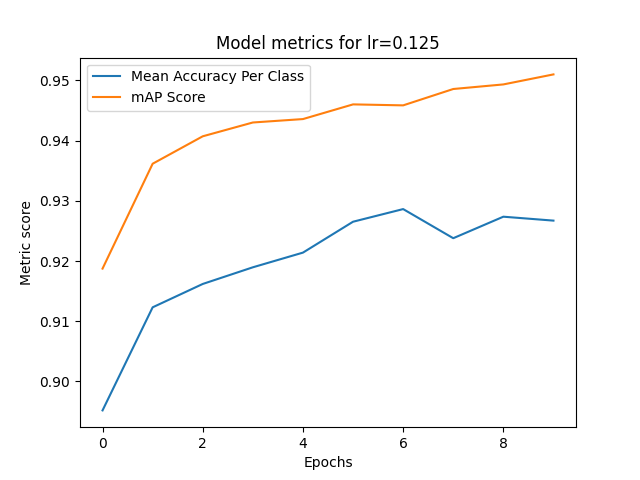 Model metrics for lr=0.125
Mean Accuracy Per Class
mAP Score
0.95
0.94
0.93
0.92
0.91
0.90
Metric score
0 2 4 6 8
Epochs